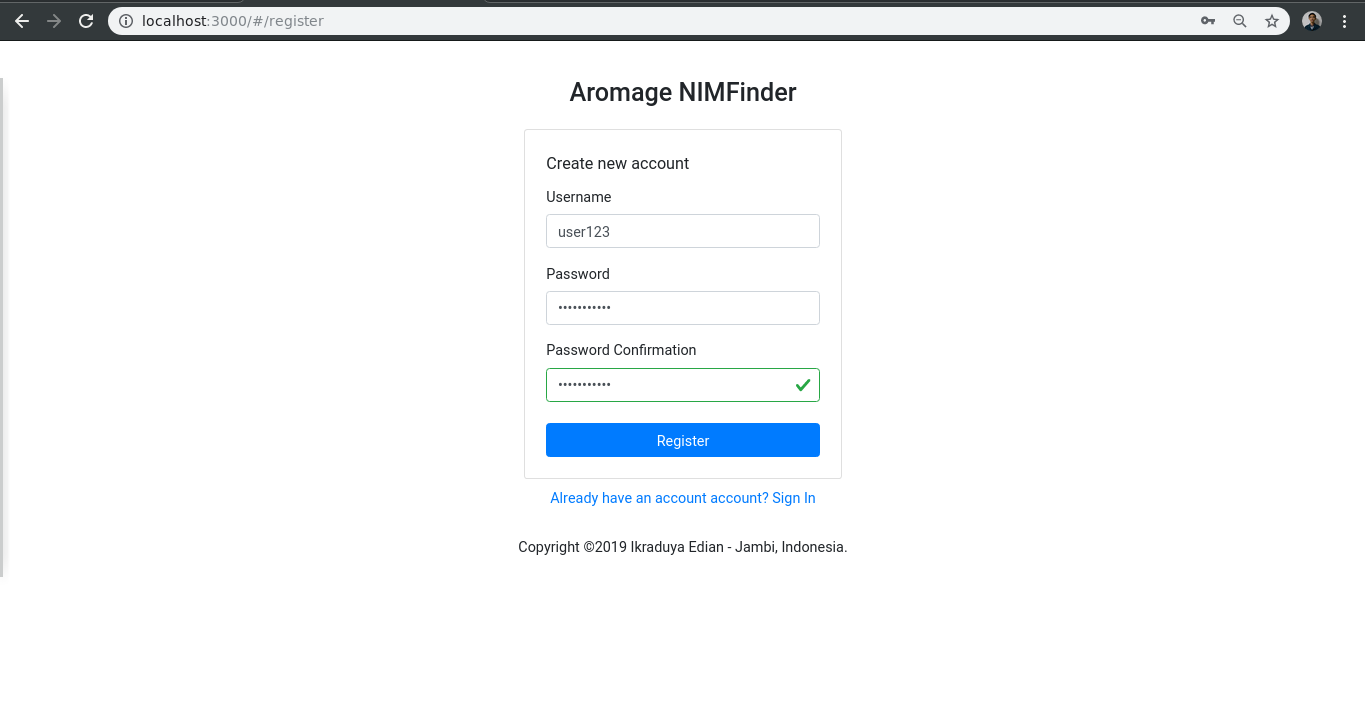 localhost:3000/#/register
Aromage NIMFinder
Create new account
Username
user123
Password
•••••••••••
Password Confirmation
•••••••••••
Register
Already have an account account? Sign In
Copyright ©2019 Ikraduya Edian - Jambi, Indonesia.